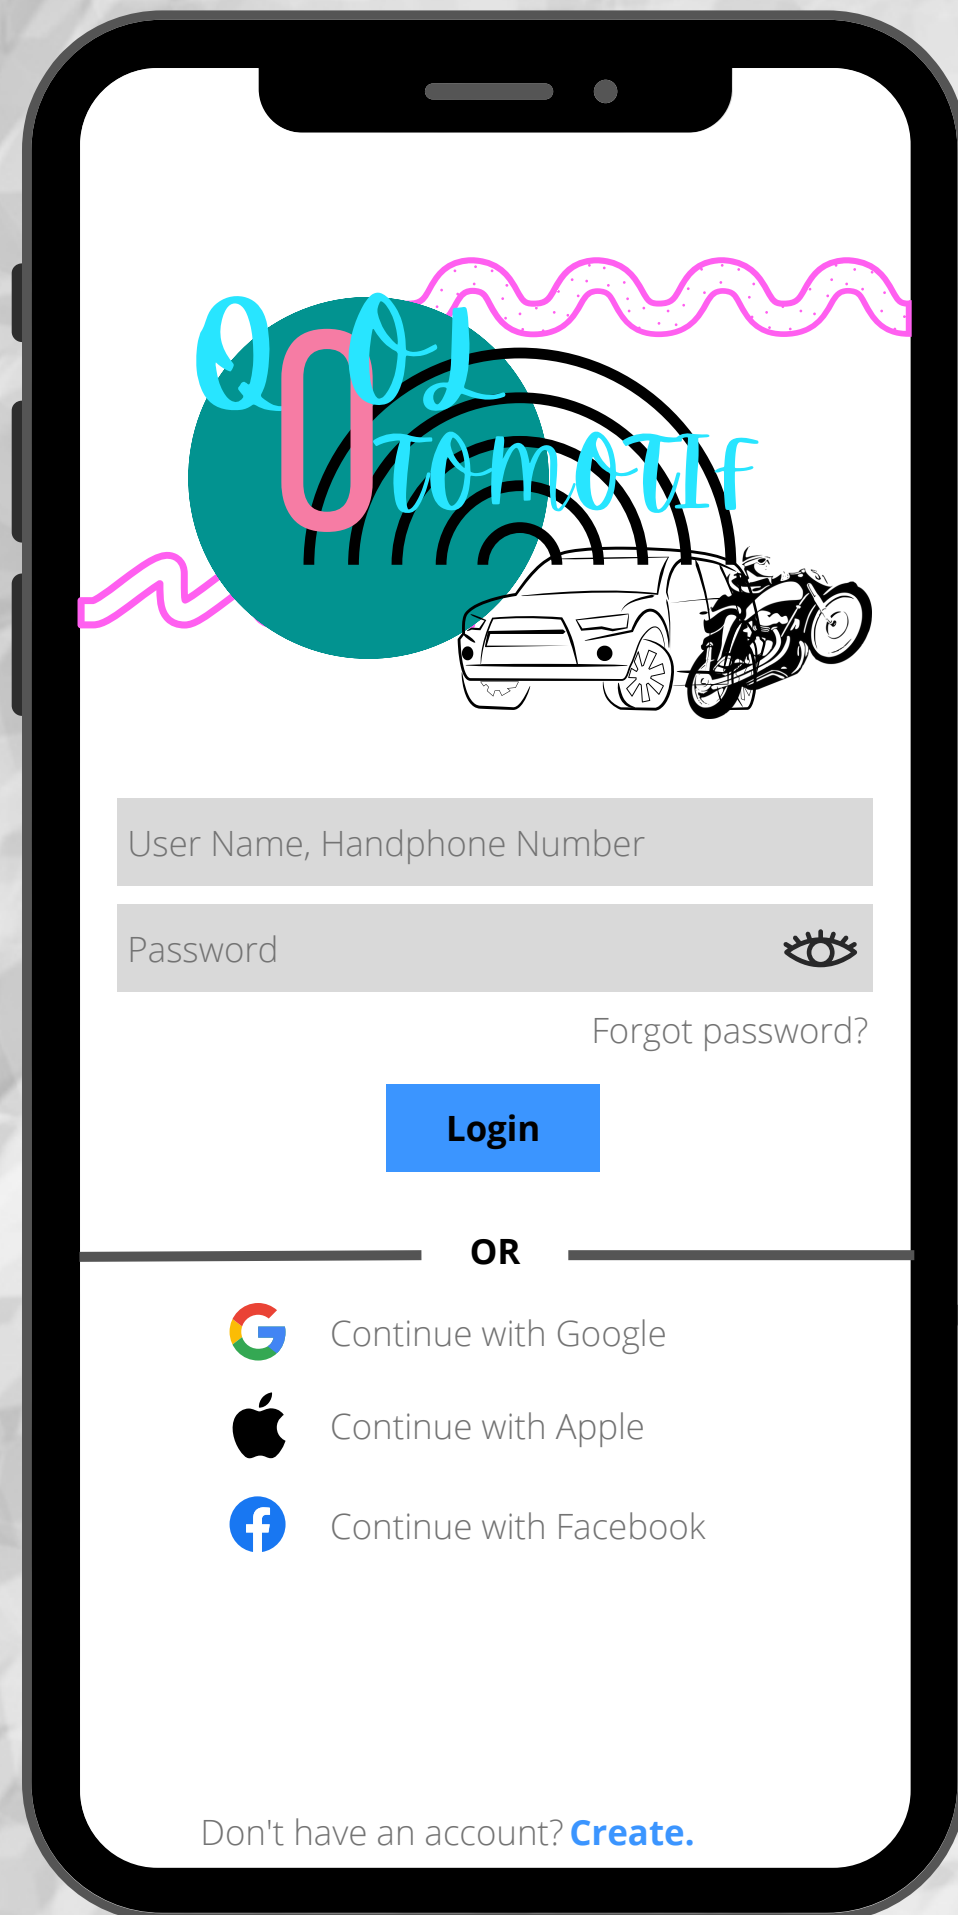 QOOL
OTOMOTIF
User Name, Handphone Number
Password
Forgot password?
Login
OR
Continue with Google
Continue with Apple
Continue with Facebook
Don't have an account? Create.